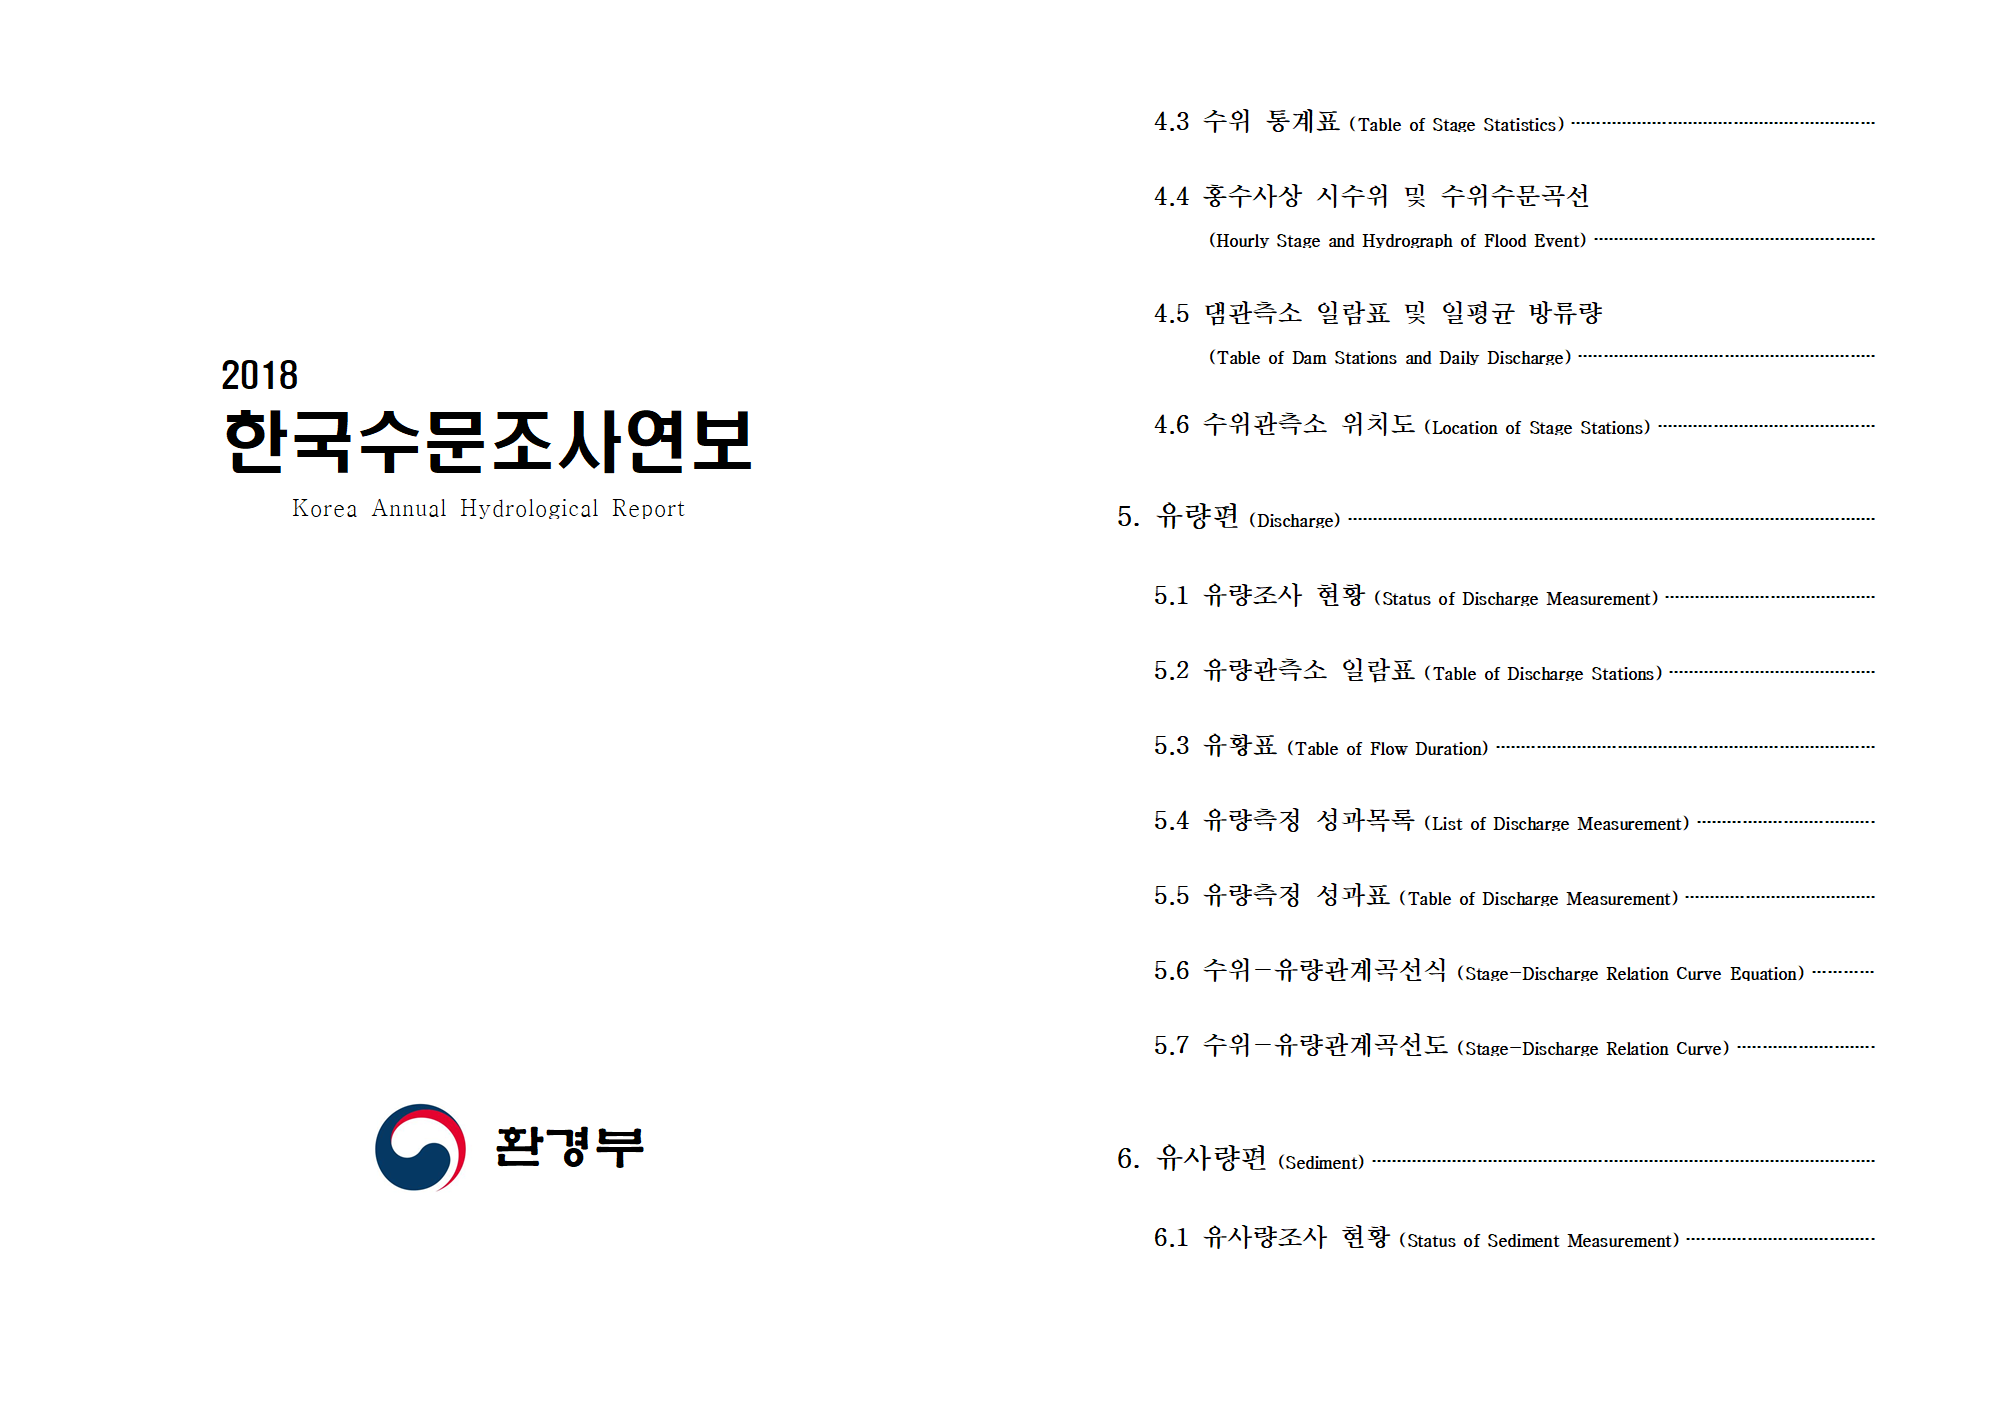 2018
한국수문조사연보
Korea Annual Hydrological Report
환경부
4.3 수위 통계표 (Table of Stage Statistics)
4.4 홍수사상 시수위 및 수위수문곡선
(Hourly Stage and Hydrograph of Flood Event)
4.5 댐관측소 일람표 및 일평균 방류량
(Table of Dam Stations and Daily Discharge)
4.6 수위관측소 위치도 (Location of Stage Stations)
5. 유량편 (Discharge)
5.1 유량조사 현황 (Status of Discharge Measurement)
5.2 유량관측소 일람표 (Table of Discharge Stations)
5.3 유황표 (Table of Flow Duration)
5.4 유량측정 성과목록 (List of Discharge Measurement)
5.5 유량측정 성과표 (Table of Discharge Measurement)
5.6 수위-유량관계곡선식 (Stage-Discharge Relation Curve Equation)
5.7 수위-유량관계곡선도 (Stage-Discharge Relation Curve)
6. 유사량편 (Sediment)
6.1 유사량조사 현황 (Status of Sediment Measurement)